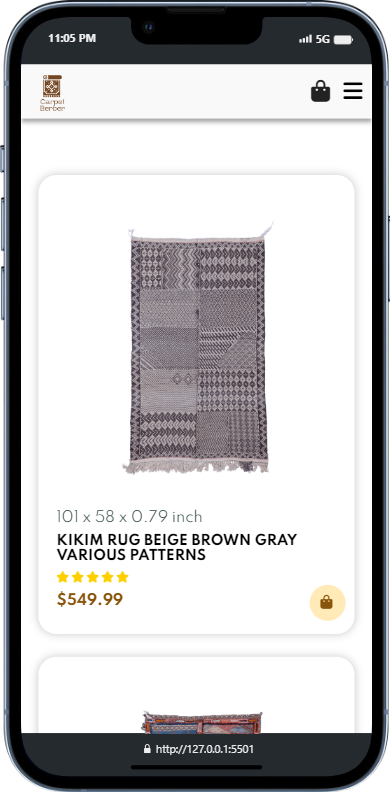 11:05 PM
5G
Carpet
Berber
101 x 58 x 0.79 inch
KIKIM RUG BEIGE BROWN GRAY
VARIOUS PATTERNS
$549.99
http://127.0.0.1:5501